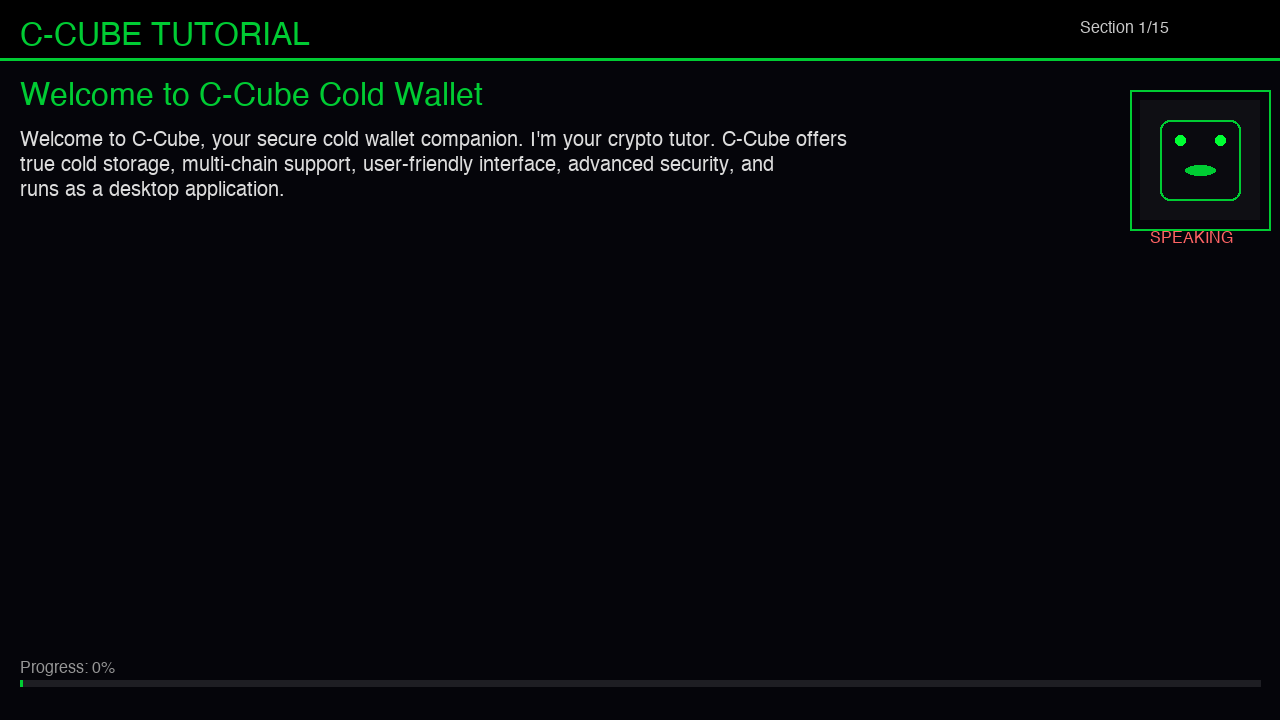 C-CUBE TUTORIAL
Section 1/15
Welcome to C-Cube Cold Wallet
Welcome to C-Cube, your secure cold wallet companion. I'm your crypto tutor. C-Cube offers
true cold storage, multi-chain support, user-friendly interface, advanced security, and
runs as a desktop application.
SPEAKING
Progress: 0%